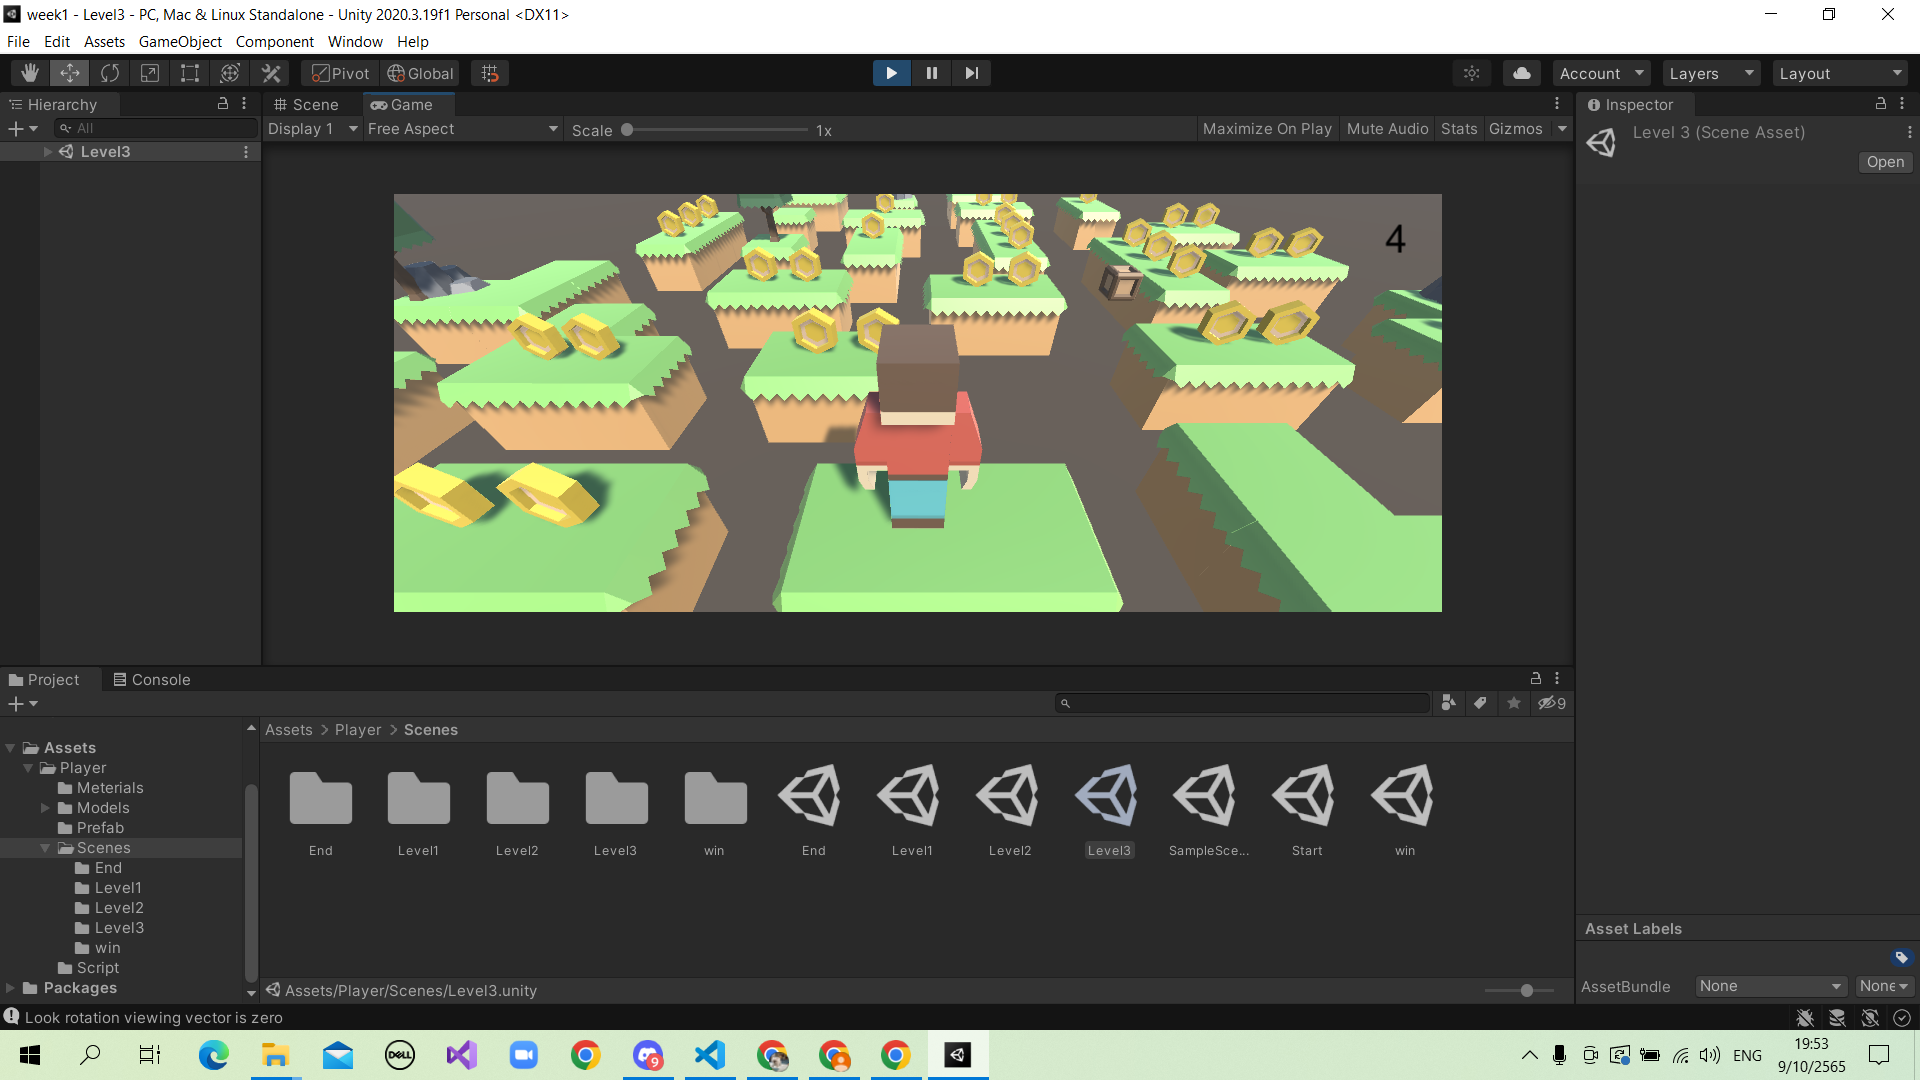 week1 - Level3 - PC, Mac & Linux Standalone - Unity 2020.3.19f1 Personal <DX11>
File Edit Assets GameObject Component Window Help
Pivot Global Account Layers Layout
Hierarchy Scene Game Inspector
All Display 1 Free Aspect Scale 1x Maximize On Play Mute Audio Stats Gizmos
Level 3 (Scene Asset)
Level3
Open
4
Project Console
9
Assets > Player > Scenes
Assets
Player
Meterials
Models
Prefab
Scenes
End
Level1
Level2
Level3
win
Script
Packages
End Level1 Level2 Level3 win End Level1 Level2 Level3 SampleSce... Start win
Assets/Player/Scenes/Level3.unity
Asset Labels
AssetBundle None None
Look rotation viewing vector is zero
DELL
9
ENG
19:53
9/10/2565